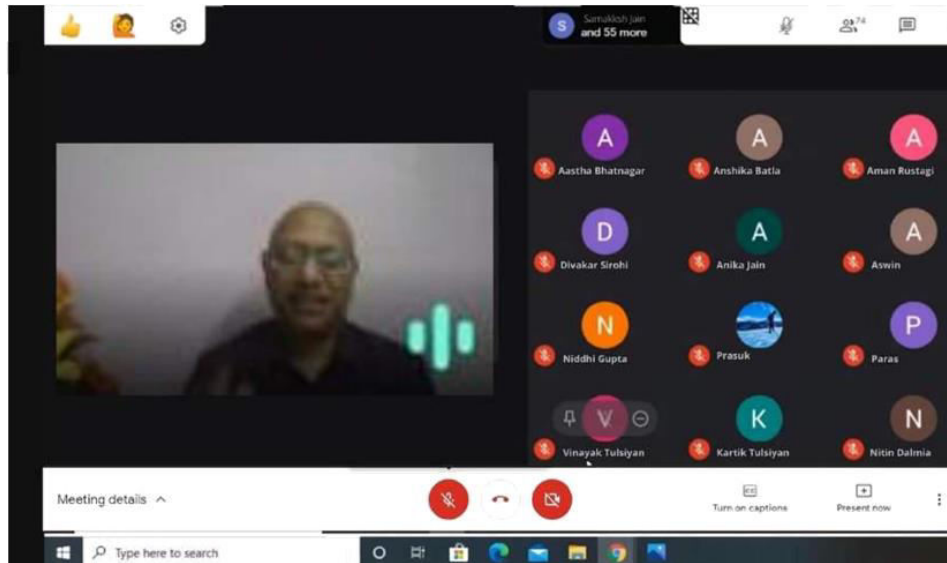 S
Samaksh Jain
and 55 more
74
A
A
A
Aastha Bhatnagar
Anshika Batla
Aman Rustagi
D
A
A
Divakar Sirohi
Anika Jain
Aswin
N
P
Niddhi Gupta
Prasuk
Paras
V
K
N
Vinayak Tulsiyan
Kartik Tulsiyan
Nitin Dalmia
Meeting details
CC
Turn on captions
Present now
Type here to search